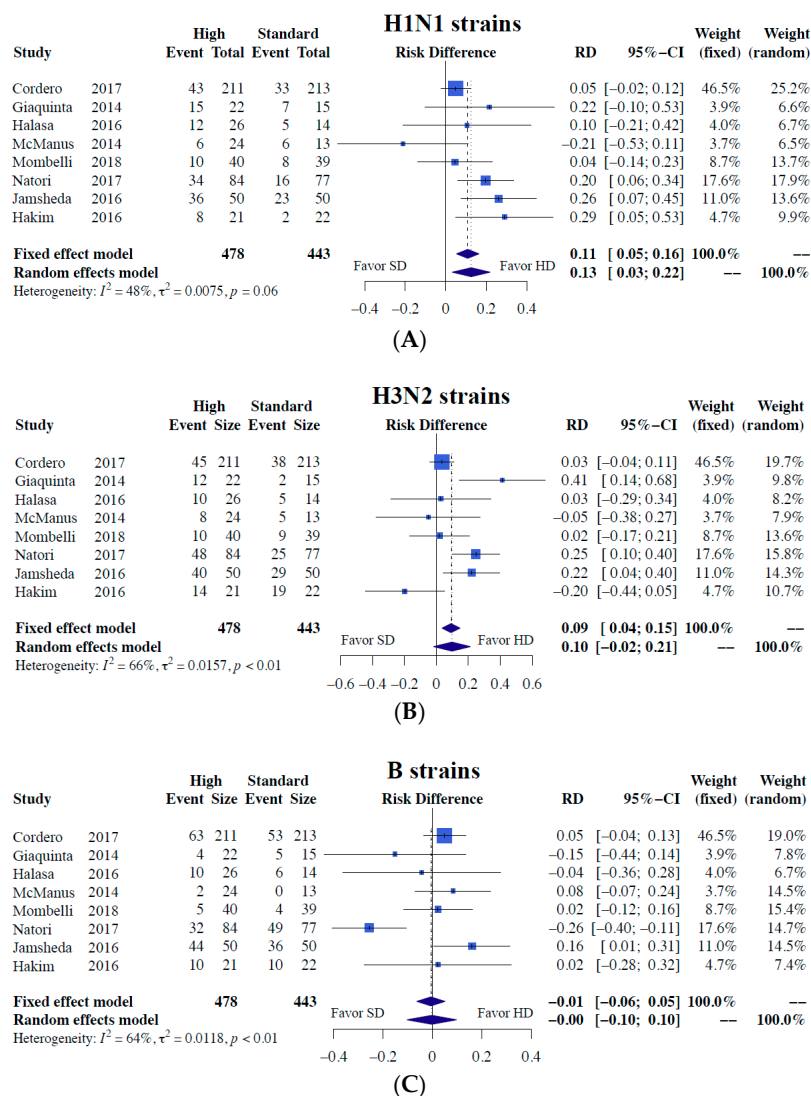 H1N1 strains
High Standard Weight Weight
Study Event Total Event Total Risk Difference RD 95%−CI (fixed) (random)
Cordero 2017 43 211 33 213 0.05 [−0.02; 0.12] 46.5% 25.2%
Giaquinta 2014 15 22 7 15 0.22 [−0.10; 0.53] 3.9% 6.6%
Halasa 2016 12 26 5 14 0.10 [−0.21; 0.42] 4.0% 6.7%
McManus 2014 6 24 6 13 −0.21 [−0.53; 0.11] 3.7% 6.5%
Mombelli 2018 10 40 8 39 0.04 [−0.14; 0.23] 8.7% 13.7%
Natori 2017 34 84 16 77 0.20 [ 0.06; 0.34] 17.6% 17.9%
Jamsheda 2016 36 50 23 50 0.26 [ 0.07; 0.45] 11.0% 13.6%
Hakim 2016 8 21 2 22 0.29 [ 0.05; 0.53] 4.7% 9.9%
Fixed effect model 478 443 0.11 [ 0.05; 0.16] 100.0% −−
Random effects model Favor SD Favor HD 0.13 [ 0.03; 0.22] −− 100.0%
Heterogeneity: I² = 48%, τ² = 0.0075, p = 0.06
−0.4 −0.2 0 0.2 0.4
(A)
H3N2 strains
High Standard Weight Weight
Study Event Size Event Size Risk Difference RD 95%−CI (fixed) (random)
Cordero 2017 45 211 38 213 0.03 [−0.04; 0.11] 46.5% 19.7%
Giaquinta 2014 12 22 2 15 0.41 [ 0.14; 0.68] 3.9% 9.8%
Halasa 2016 10 26 5 14 0.03 [−0.29; 0.34] 4.0% 8.2%
McManus 2014 8 24 5 13 −0.05 [−0.38; 0.27] 3.7% 7.9%
Mombelli 2018 10 40 9 39 0.02 [−0.17; 0.21] 8.7% 13.6%
Natori 2017 48 84 25 77 0.25 [ 0.10; 0.40] 17.6% 15.8%
Jamsheda 2016 40 50 29 50 0.22 [ 0.04; 0.40] 11.0% 14.3%
Hakim 2016 14 21 19 22 −0.20 [−0.44; 0.05] 4.7% 10.7%
Fixed effect model 478 443 0.09 [ 0.04; 0.15] 100.0% −−
Random effects model Favor SD Favor HD 0.10 [−0.02; 0.21] −− 100.0%
Heterogeneity: I² = 66%, τ² = 0.0157, p < 0.01
−0.6 −0.4 −0.2 0 0.2 0.4 0.6
(B)
B strains
High Standard Weight Weight
Study Event Size Event Size Risk Difference RD 95%−CI (fixed) (random)
Cordero 2017 63 211 53 213 0.05 [−0.04; 0.13] 46.5% 19.0%
Giaquinta 2014 4 22 5 15 −0.15 [−0.44; 0.14] 3.9% 7.8%
Halasa 2016 10 26 6 14 −0.04 [−0.36; 0.28] 4.0% 6.7%
McManus 2014 2 24 0 13 0.08 [−0.07; 0.24] 3.7% 14.5%
Mombelli 2018 5 40 4 39 0.02 [−0.12; 0.16] 8.7% 15.4%
Natori 2017 32 84 49 77 −0.26 [−0.40; −0.11] 17.6% 14.7%
Jamsheda 2016 44 50 36 50 0.16 [ 0.01; 0.31] 11.0% 14.5%
Hakim 2016 10 21 10 22 0.02 [−0.28; 0.32] 4.7% 7.4%
Fixed effect model 478 443 −0.01 [−0.06; 0.05] 100.0% −−
Random effects model Favor SD Favor HD −0.00 [−0.10; 0.10] −− 100.0%
Heterogeneity: I² = 64%, τ² = 0.0118, p < 0.01
−0.4 −0.2 0 0.2 0.4
(C)